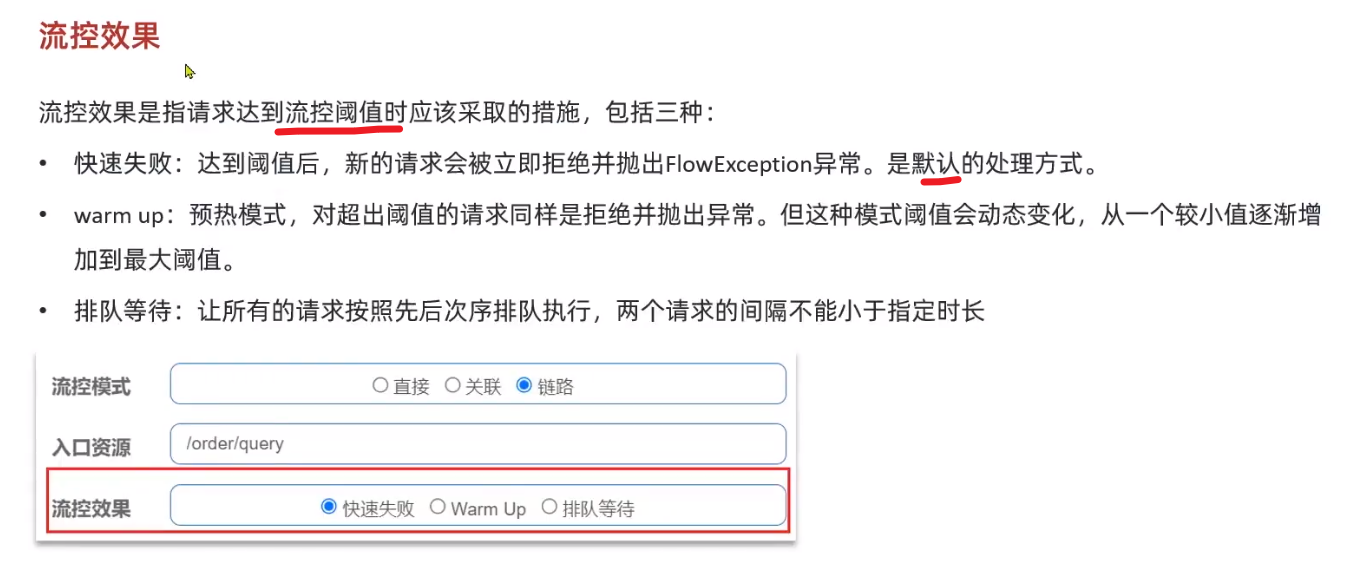 流控效果
流控效果是指请求达到流控阈值时应该采取的措施，包括三种：
• 快速失败：达到阈值后，新的请求会被立即拒绝并抛出FlowException异常。是默认的处理方式。
• warm up：预热模式，对超出阈值的请求同样是拒绝并抛出异常。但这种模式阈值会动态变化，从一个较小值逐渐增
加到最大阈值。
• 排队等待：让所有的请求按照先后次序排队执行，两个请求的间隔不能小于指定时长
流控模式 直接 关联 链路
入口资源 /order/query
流控效果 快速失败 Warm Up 排队等待